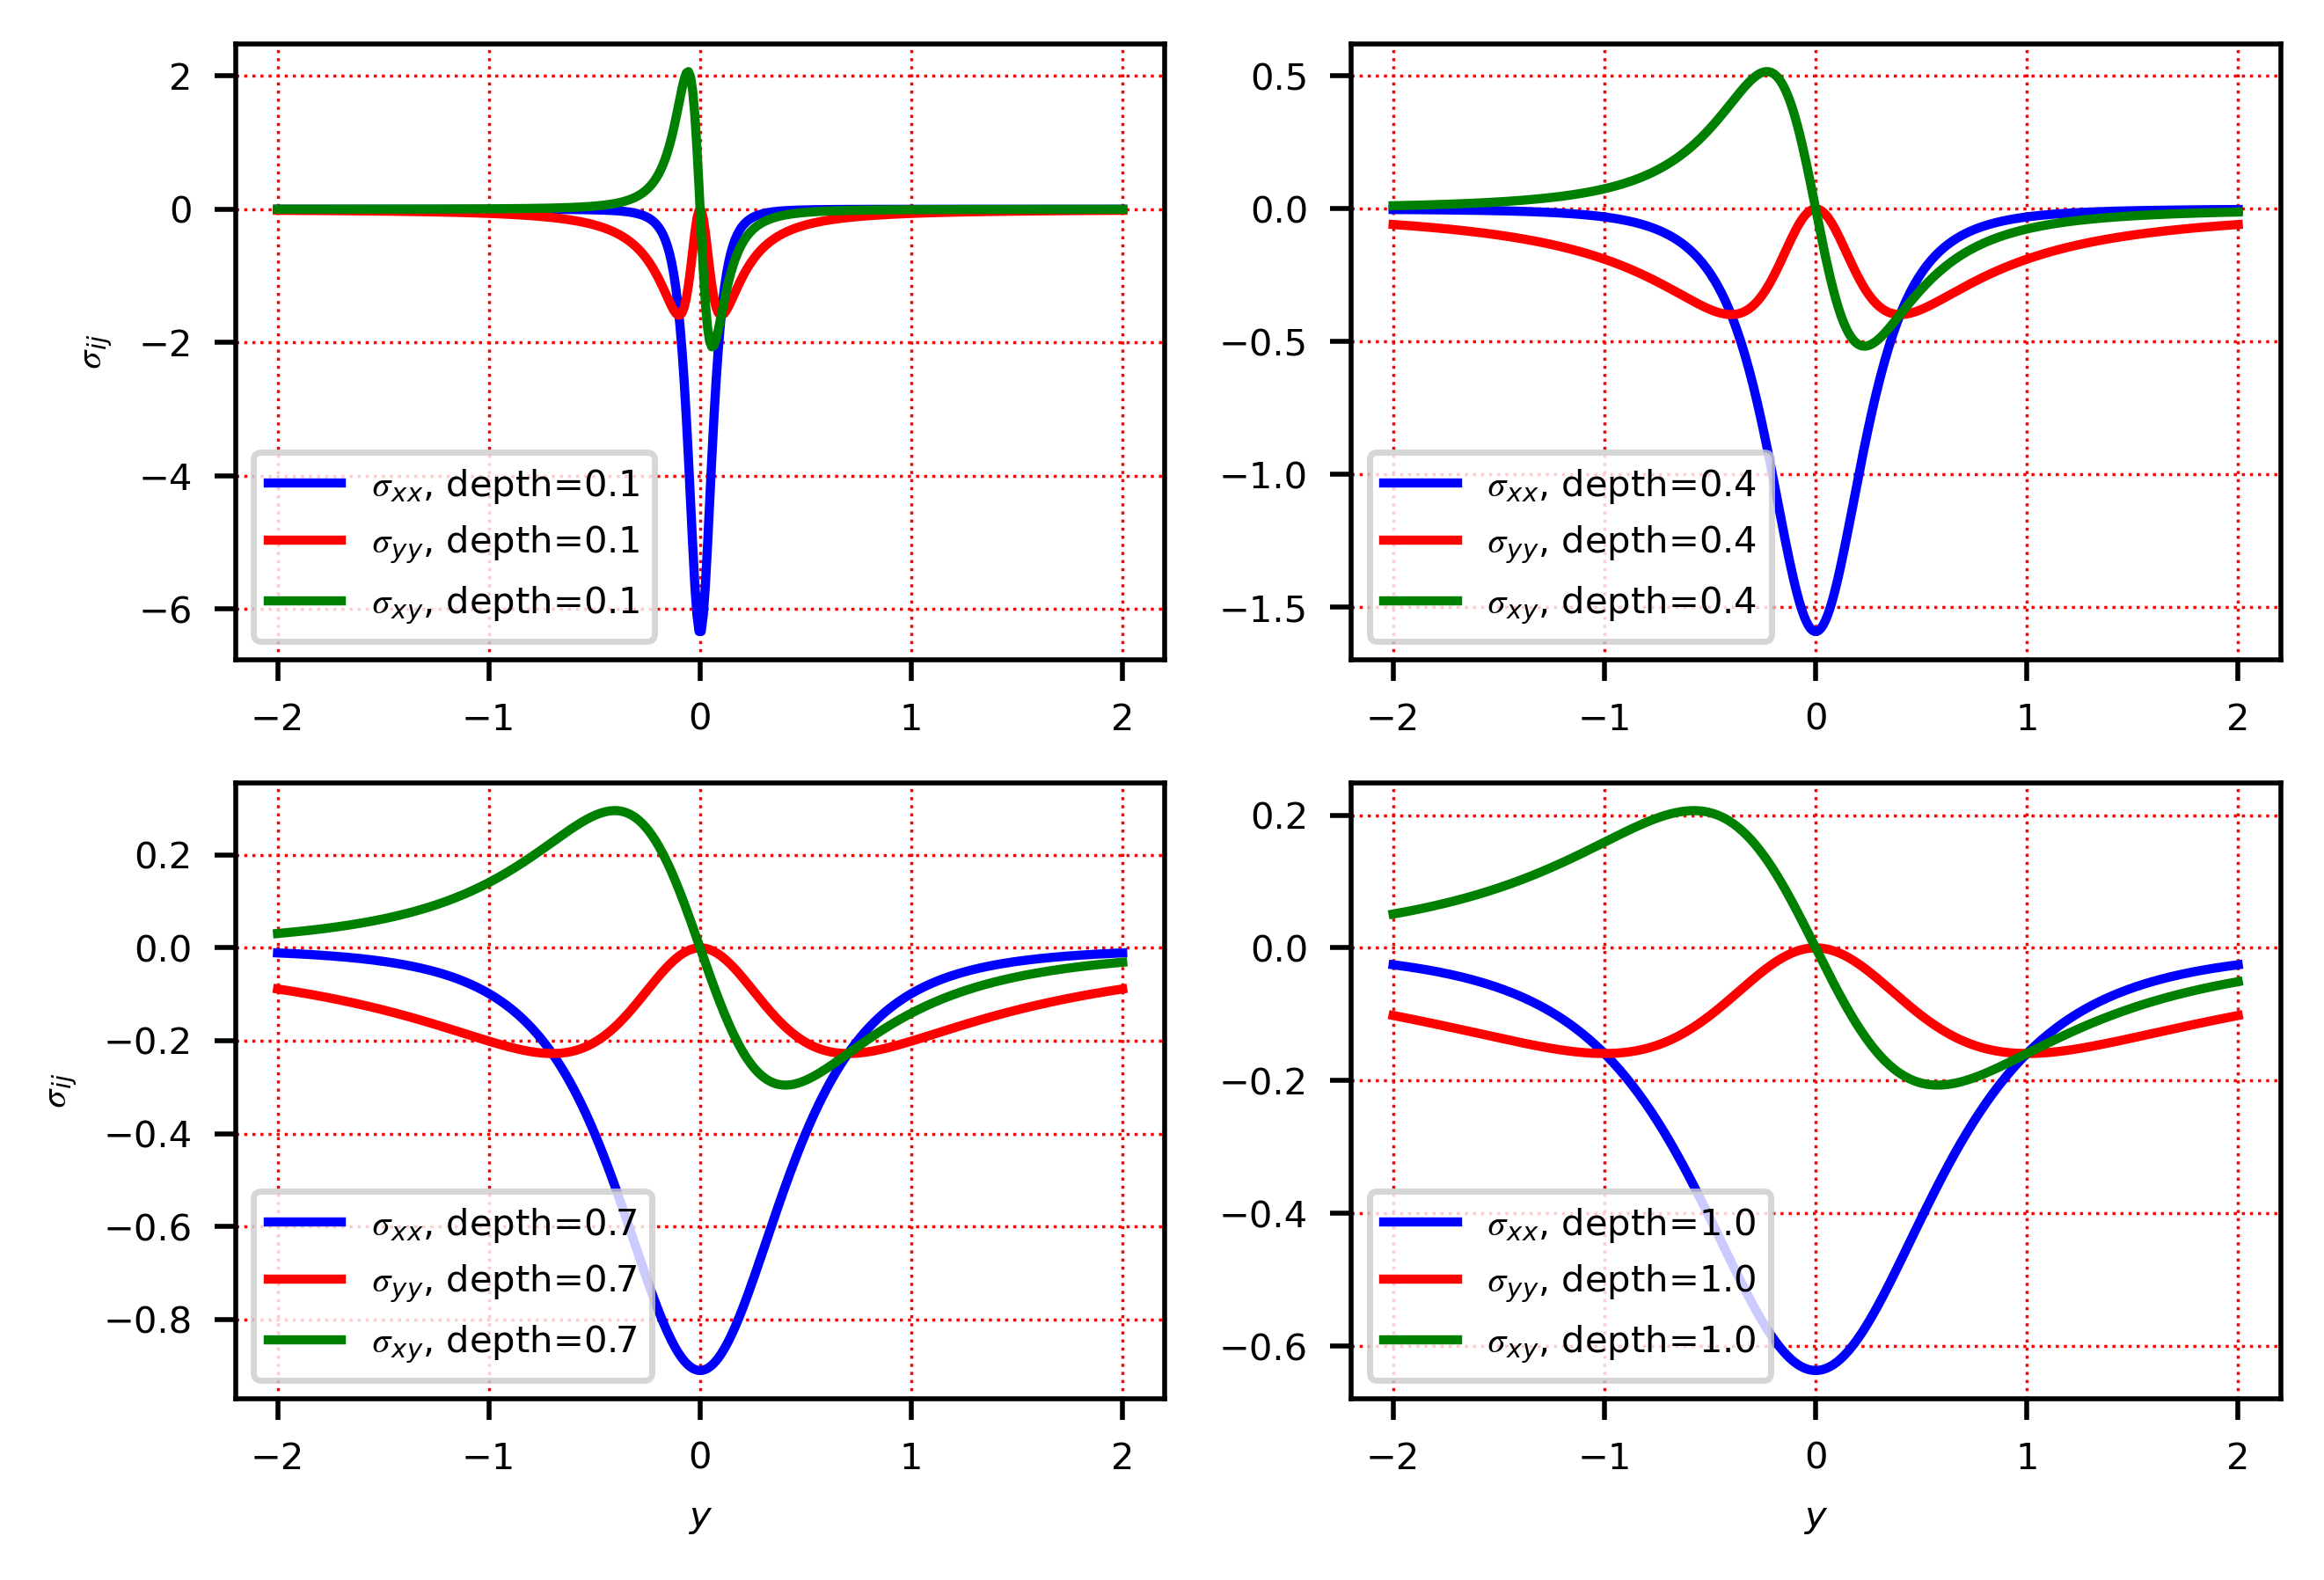 2
0
−2
−4
−6
σij
σxx, depth=0.1
σyy, depth=0.1
σxy, depth=0.1
−2 −1 0 1 2
0.5
0.0
−0.5
−1.0
−1.5
σxx, depth=0.4
σyy, depth=0.4
σxy, depth=0.4
−2 −1 0 1 2
0.2
0.0
−0.2
−0.4
−0.6
−0.8
σij
σxx, depth=0.7
σyy, depth=0.7
σxy, depth=0.7
−2 −1 0 1 2
y
0.2
0.0
−0.2
−0.4
−0.6
σxx, depth=1.0
σyy, depth=1.0
σxy, depth=1.0
−2 −1 0 1 2
y